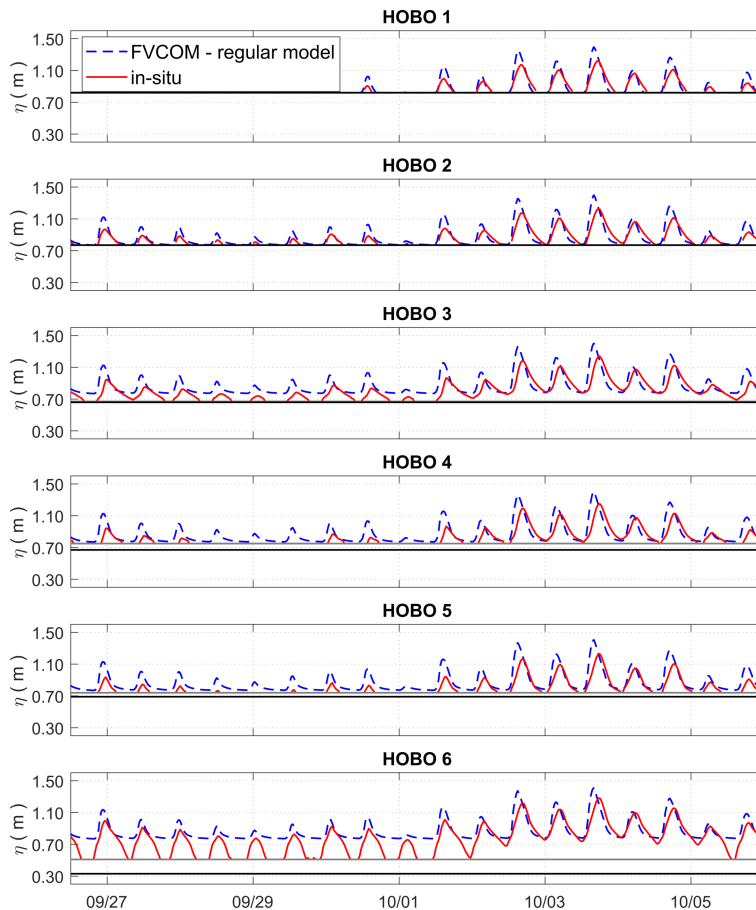 HOBO 1
η ( m )
1.50
1.10
0.70
0.30
FVCOM - regular model
in-situ
HOBO 2
η ( m )
1.50
1.10
0.70
0.30
HOBO 3
η ( m )
1.50
1.10
0.70
0.30
HOBO 4
η ( m )
1.50
1.10
0.70
0.30
HOBO 5
η ( m )
1.50
1.10
0.70
0.30
HOBO 6
η ( m )
1.50
1.10
0.70
0.30
09/27 09/29 10/01 10/03 10/05